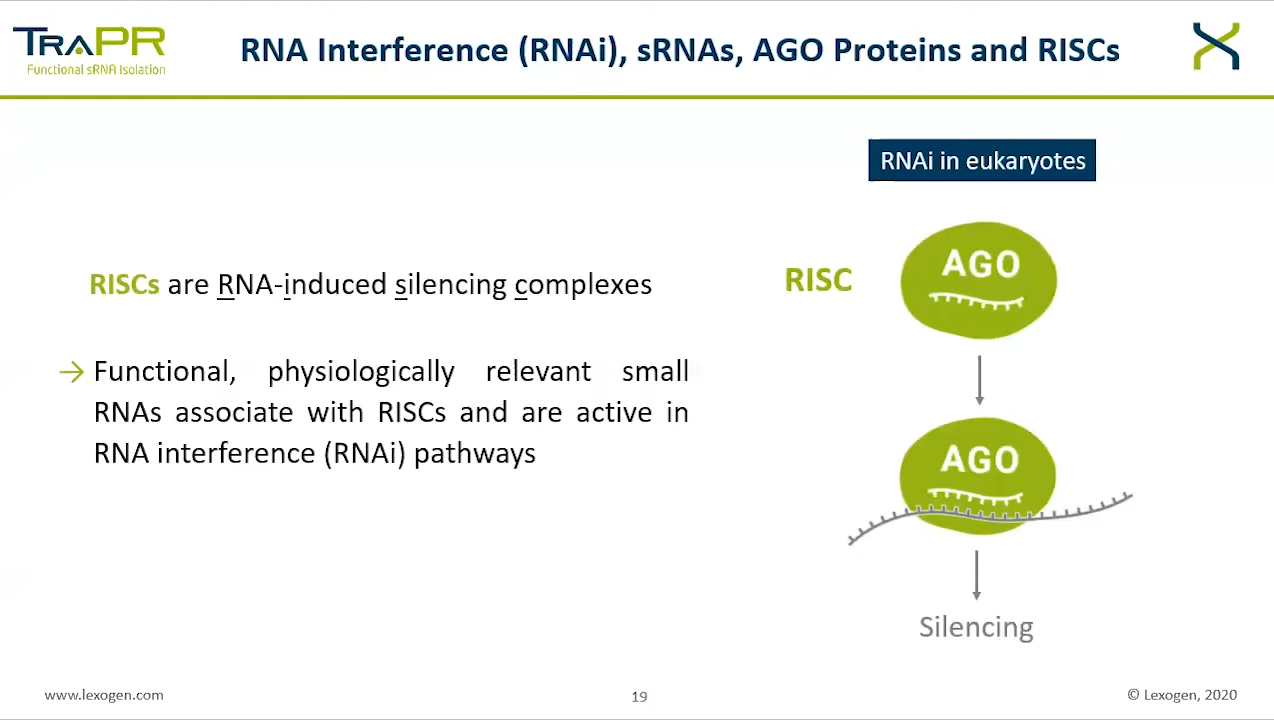 TRAPR
Functional sRNA Isolation
RNA Interference (RNAi), sRNAs, AGO Proteins and RISCs
RNAi in eukaryotes
RISCs are RNA-induced silencing complexes
→ Functional, physiologically relevant small
RNAs associate with RISCs and are active in
RNA interference (RNAi) pathways
RISC
AGO
AGO
Silencing
www.lexogen.com
19
© Lexogen, 2020